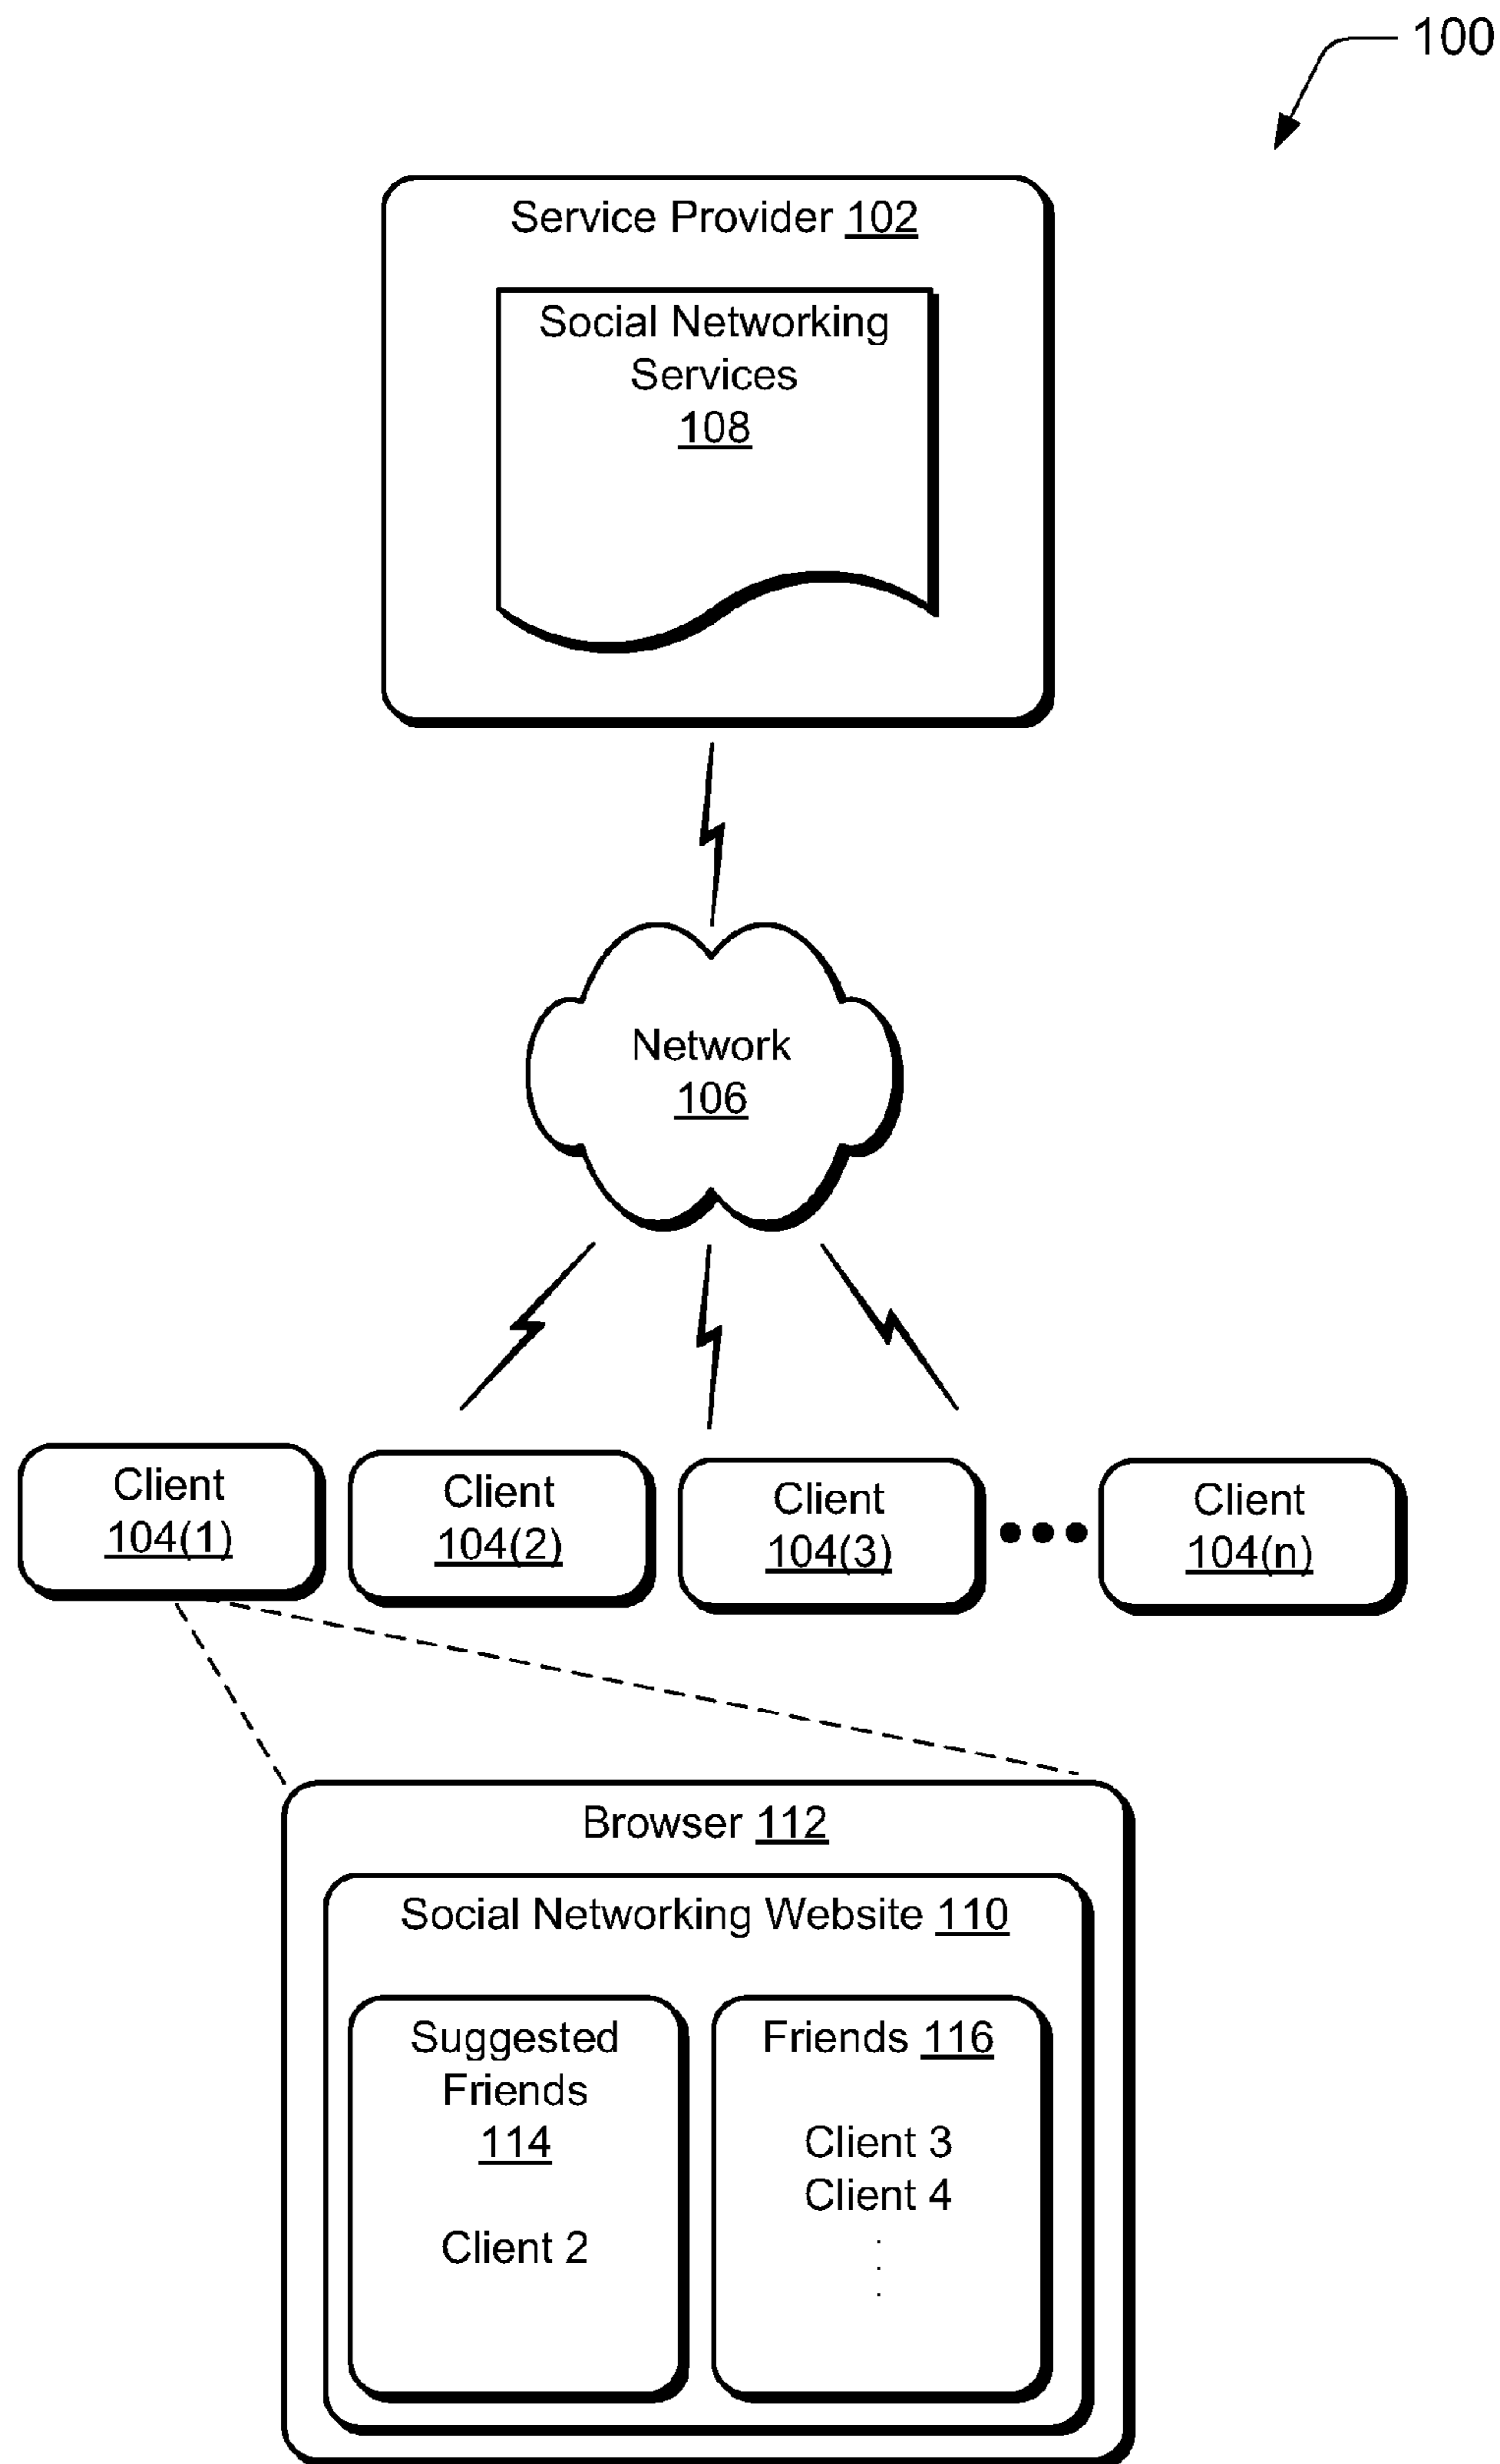 100
Service Provider 102
Social Networking
Services
108
Network
106
Client
104(1)
Client
104(2)
Client
104(3)
Client
104(n)
Browser 112
Social Networking Website 110
Suggested
Friends
114
Client 2
Friends 116
Client 3
Client 4